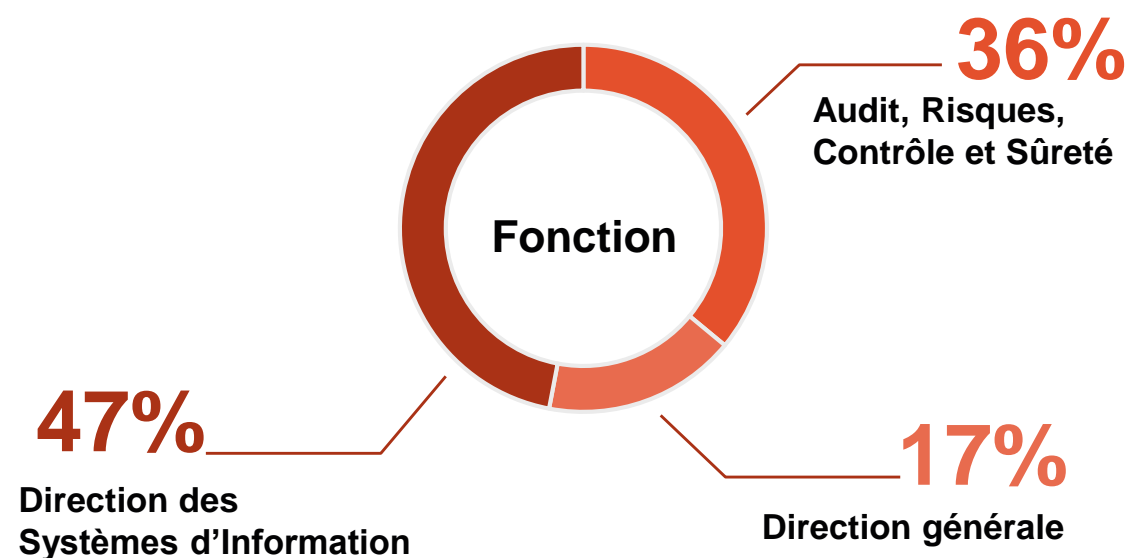 36%
Audit, Risques,
Contrôle et Sûreté
Fonction
47%
Direction des
Systèmes d’Information
17%
Direction générale